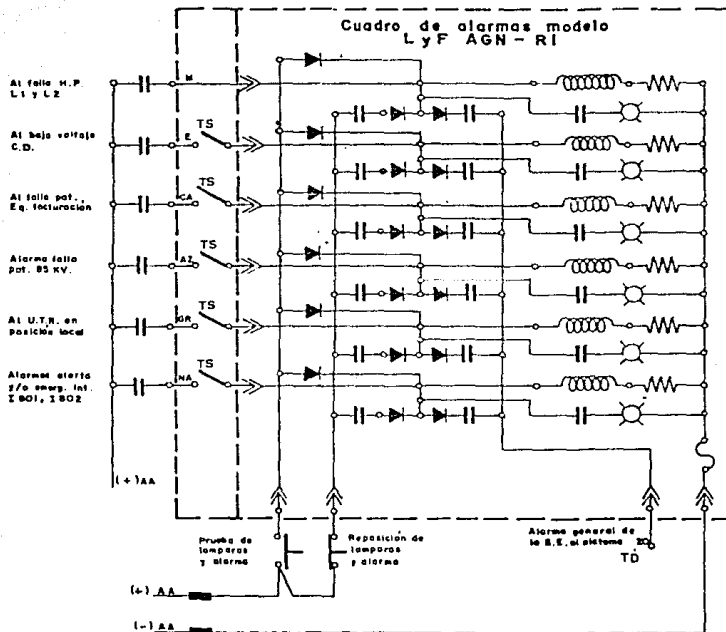 Cuadro de alarmas modelo
L y F AGN-RI
Al falla H.P.
L1 y L2
M
Al bajo voltaje
C.D.
E
TS
Al falla pot.,
Eq. facturación
CA
TS
Alarma falla
pot. 85 KV.
AZ
TS
Al U.T.R. en
posición local
GR
TS
Alarmas alerta
y/o emerg. int.
NA
TS
(+) AA
Prueba de
lamparas
y alarma
Reposición de
lamparas
y alarma
Alarma general de
la S.E. al sistema
TD
(+) AA
(-) AA